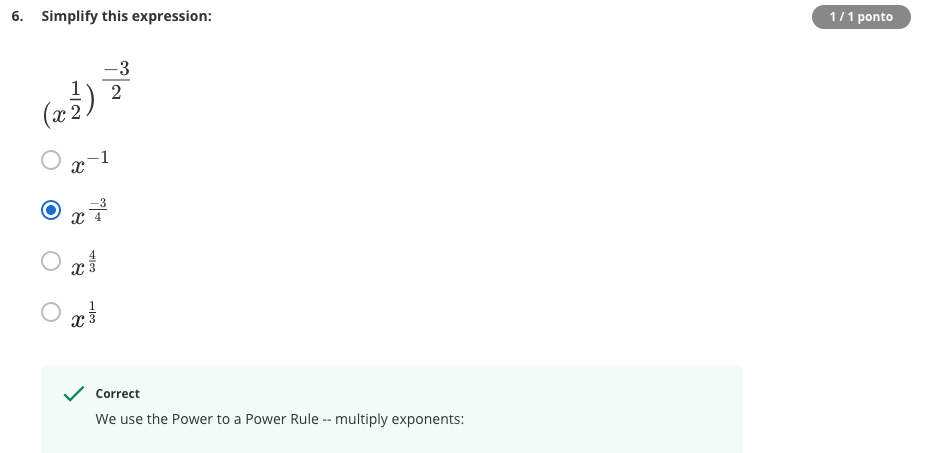 6. Simplify this expression:
1 / 1 ponto
(x^{\frac{1}{2}})^{\frac{-3}{2}}
x^{-1}
x^{\frac{-3}{4}}
x^{\frac{4}{3}}
x^{\frac{1}{3}}
Correct
We use the Power to a Power Rule -- multiply exponents: